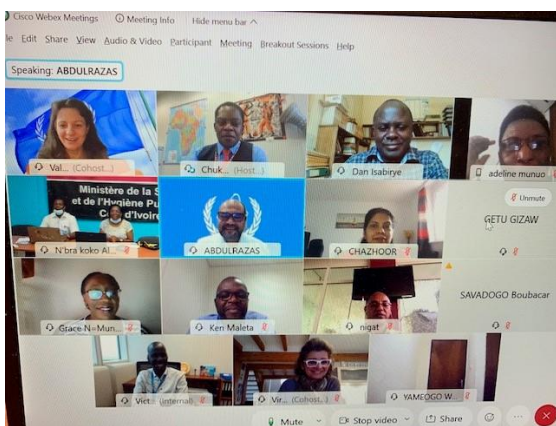 Cisco Webex Meetings Meeting Info Hide menu bar
le Edit Share View Audio & Video Participant Meeting Breakout Sessions Help
Speaking: ABDULRAZAS
Val... (Cohost...)
Chuk... (Host...)
Dan Isabirye
adeline munuo
Ministère de la S
et de l'Hygiène Pu
Côte d'Ivoire
N'bra koko Al...
ABDULRAZAS
CHAZHOOR
Unmute
GETU GIZAW
Grace N=Mun...
Ken Maleta
nigat
SAVADOGO Boubacar
Vict... (Internal)
Vir... (Cohost...)
YAMEOGO W...
Mute Stop video Share